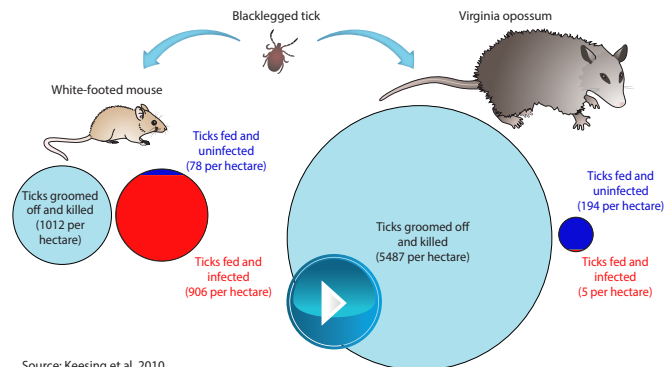 Blacklegged tick
Virginia opossum
White-footed mouse
Ticks groomed
off and killed
(1012 per
hectare)
Ticks fed and
uninfected
(78 per hectare)
Ticks fed and
infected
(906 per hectare)
Ticks groomed off
and killed
(5487 per hectare)
Ticks fed and
uninfected
(194 per hectare)
Ticks fed and
infected
(5 per hectare)
Source: Keesing et al. 2010